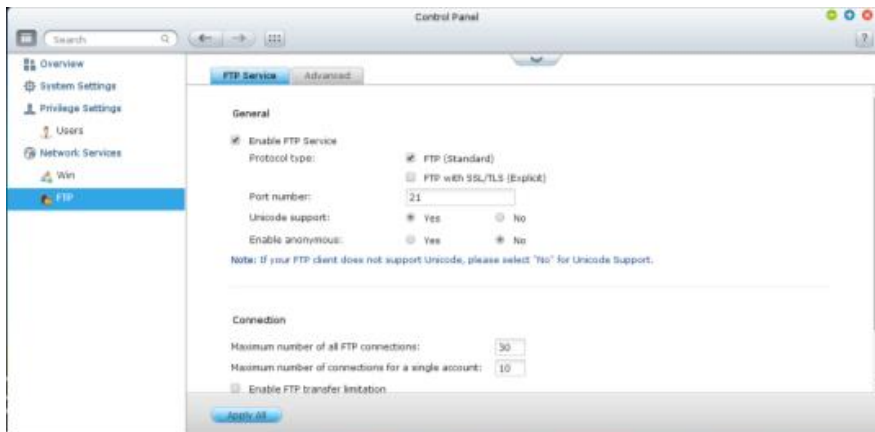 Control Panel
Search
?
Overview
System Settings
Privilege Settings
Users
Network Services
Win
FTP
FTP Service Advanced
General
Enable FTP Service
Protocol type: FTP (Standard)
FTP with SSL/TLS (Explicit)
Port number: 21
Unicode support: Yes No
Enable anonymous: Yes No
Note: If your FTP client does not support Unicode, please select "No" for Unicode Support.
Connection
Maximum number of all FTP connections: 30
Maximum number of connections for a single account: 10
Enable FTP transfer limitation
Apply All